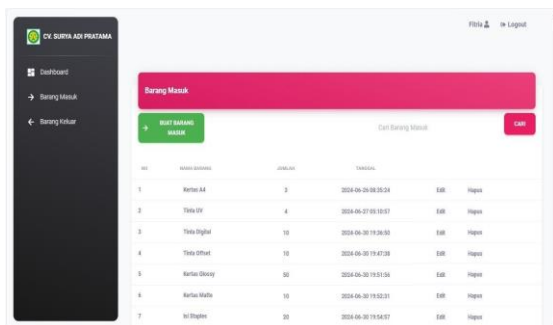 Fitria Logout
CV. SURYA ADI PRATAMA
Dashboard
Barang Masuk
Barang Keluar
Barang Masuk
BUAT BARANG MASUK
Cari Barang Masuk
CARI
NO NAMA BARANG JUMLAH TANGGAL
1 Kertas A4 3 2024-06-26 08:35:24 Edit Hapus
2 Tinta UV 4 2024-06-27 03:10:57 Edit Hapus
3 Tinta Digital 10 2024-06-30 19:36:50 Edit Hapus
4 Tinta Offset 10 2024-06-30 19:47:38 Edit Hapus
5 Kertas Glossy 50 2024-06-30 19:51:56 Edit Hapus
6 Kertas Matte 10 2024-06-30 19:52:31 Edit Hapus
7 Isi Staples 20 2024-06-30 19:54:57 Edit Hapus